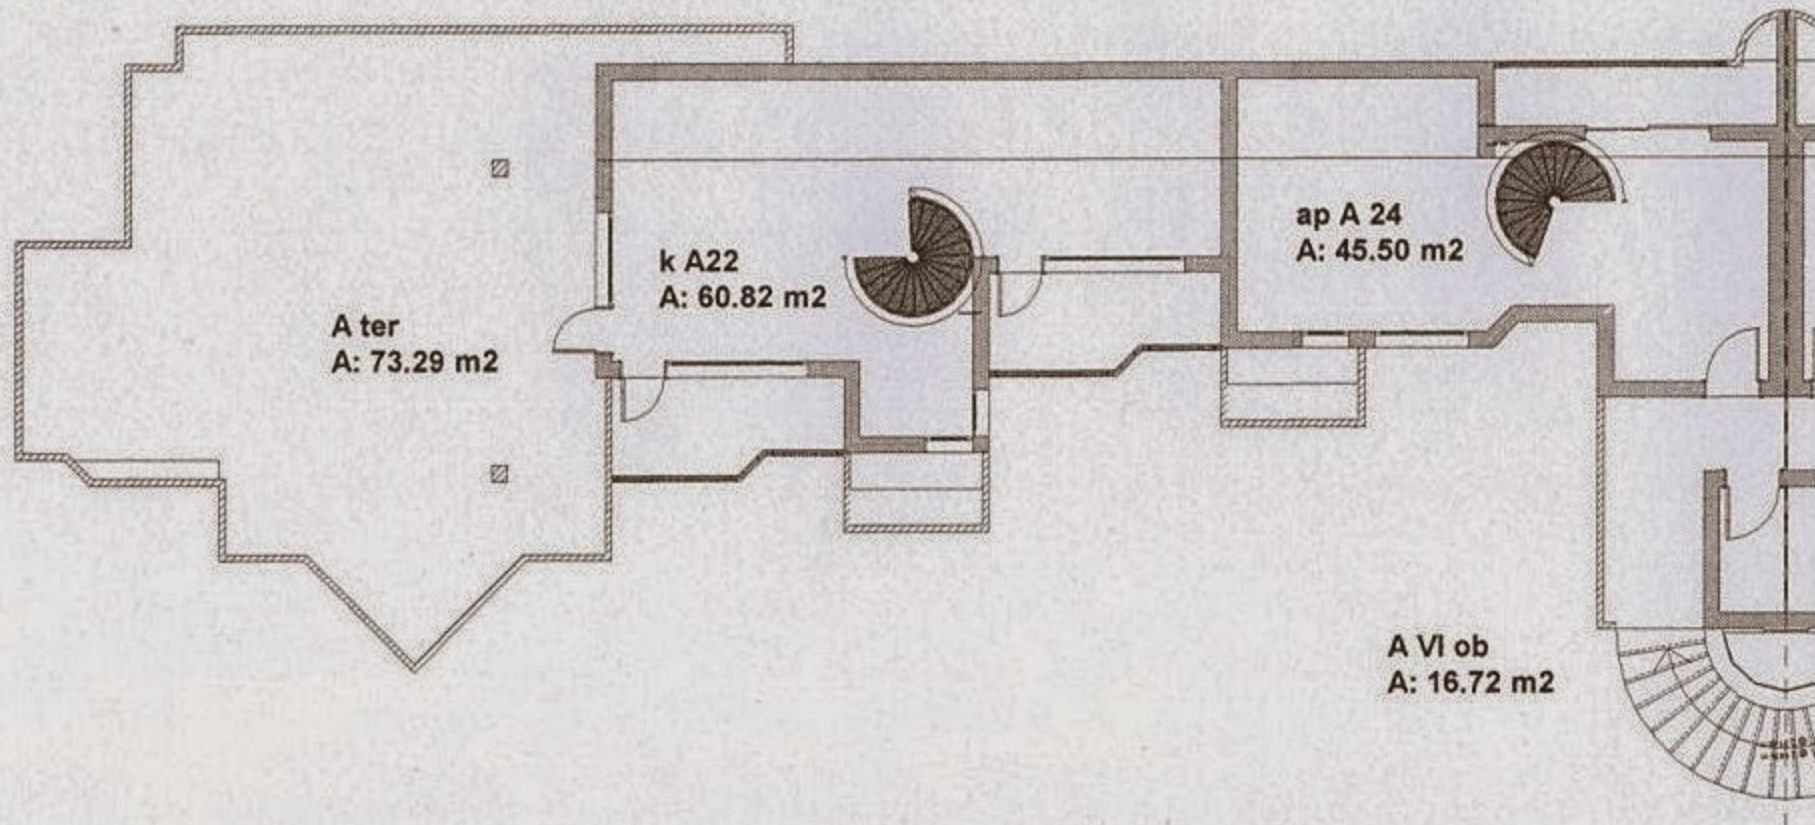 A ter
A: 73.29 m2
k A22
A: 60.82 m2
ap A 24
A: 45.50 m2
A VI ob
A: 16.72 m2